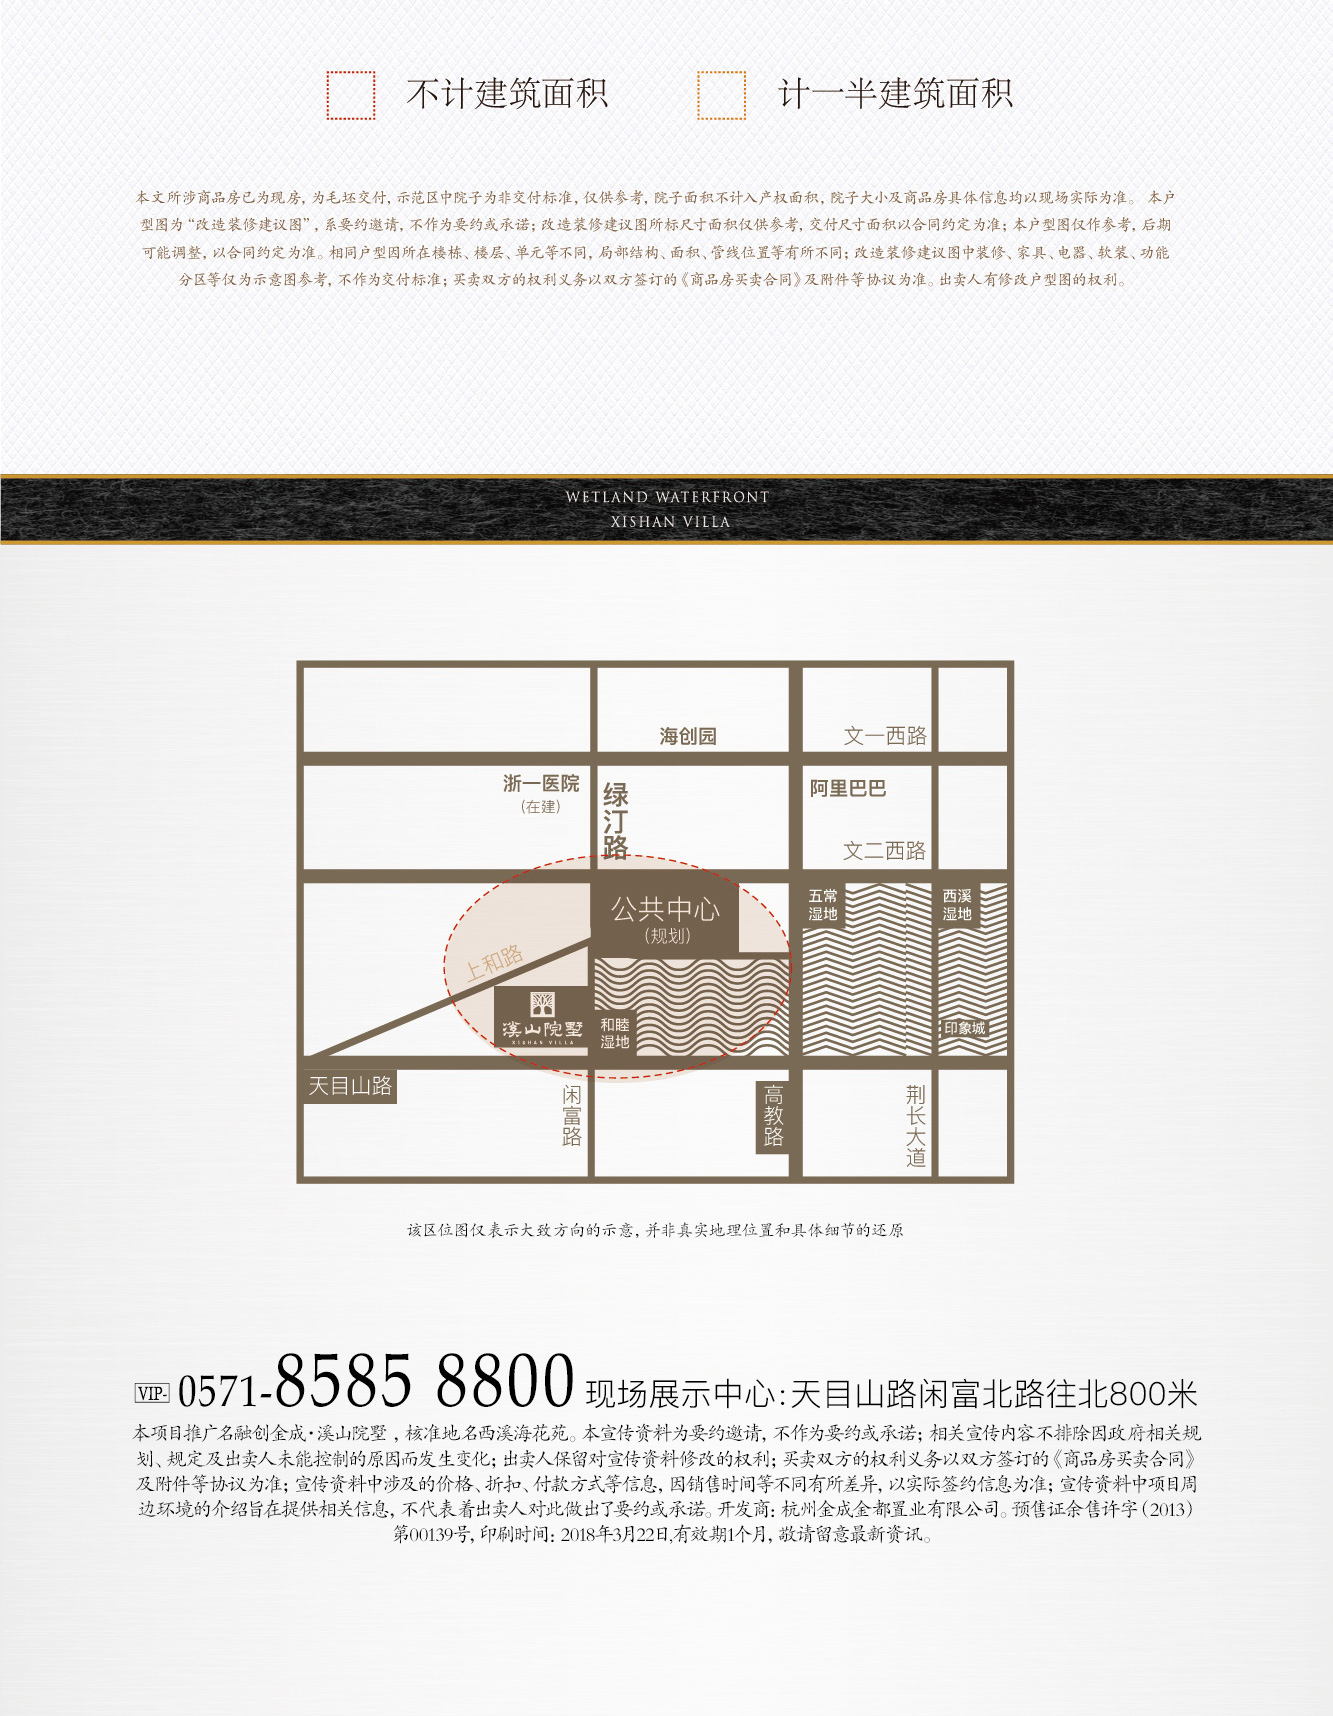 不计建筑面积
计一半建筑面积
本文所涉商品房已为现房，为毛坯交付，示范区中院子为非交付标准，仅供参考，院子面积不计入产权面积，院子大小及商品房具体信息均以现场实际为准。 本户
型图为“改造装修建议图”，系要约邀请，不作为要约或承诺；改造装修建议图所标尺寸面积仅供参考，交付尺寸面积以合同约定为准；本户型图仅作参考，后期
可能调整，以合同约定为准。相同户型因所在楼栋、楼层、单元等不同，局部结构、面积、管线位置等有所不同；改造装修建议图中装修、家具、电器、软装、功能
分区等仅为示意图参考，不作为交付标准；买卖双方的权利义务以双方签订的《商品房买卖合同》及附件等协议为准。出卖人有修改户型图的权利。
WETLAND WATERFRONT
XISHAN VILLA
海创园
文一西路
浙一医院
（在建）
绿汀路
阿里巴巴
文二西路
公共中心
（规划）
五常
湿地
西溪
湿地
上和路
溪山院墅
XISHAN VILLA
和睦
湿地
印象城
天目山路
闲富路
高教路
荆长大道
该区位图仅表示大致方向的示意，并非真实地理位置和具体细节的还原
VIP- 0571-8585 8800 现场展示中心：天目山路闲富北路往北800米
本项目推广名融创金成·溪山院墅 ，核准地名西溪海花苑。本宣传资料为要约邀请，不作为要约或承诺；相关宣传内容不排除因政府相关规
划、规定及出卖人未能控制的原因而发生变化；出卖人保留对宣传资料修改的权利；买卖双方的权利义务以双方签订的《商品房买卖合同》
及附件等协议为准；宣传资料中涉及的价格、折扣、付款方式等信息，因销售时间等不同有所差异，以实际签约信息为准；宣传资料中项目周
边环境的介绍旨在提供相关信息，不代表着出卖人对此做出了要约或承诺。开发商：杭州金成金都置业有限公司。预售证余售许字（2013）
第00139号，印刷时间：2018年3月22日,有效期1个月，敬请留意最新资讯。